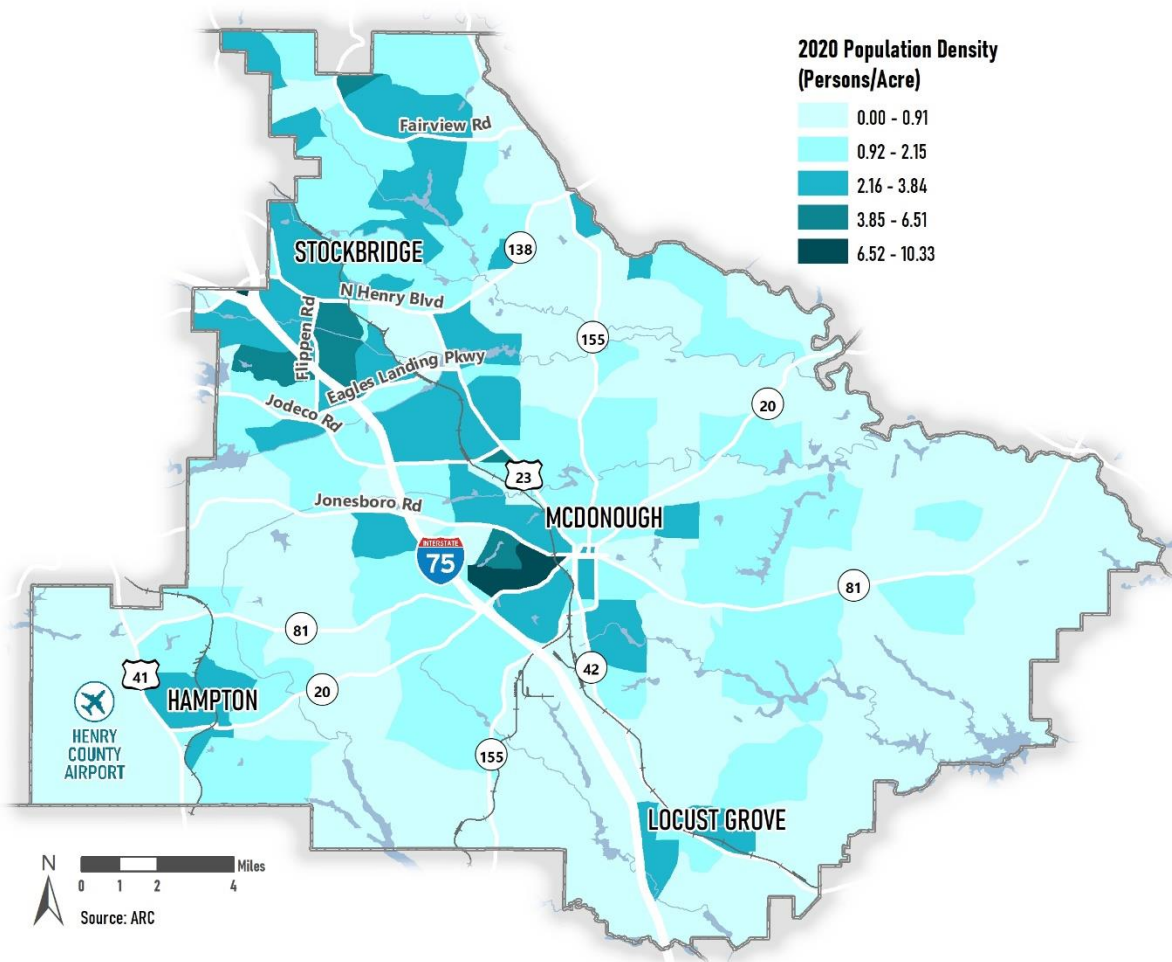 2020 Population Density
(Persons/Acre)
0.00 - 0.91
0.92 - 2.15
2.16 - 3.84
3.85 - 6.51
6.52 - 10.33
Fairview Rd
STOCKBRIDGE
138
N Henry Blvd
Flippen Rd
155
Eagles Landing Pkwy
Jodeco Rd
20
23
Jonesboro Rd
MCDONOUGH
INTERSTATE
75
81
81
41
42
20
HAMPTON
HENRY
COUNTY
AIRPORT
155
LOCUST GROVE
N
Miles
0 1 2 4
Source: ARC